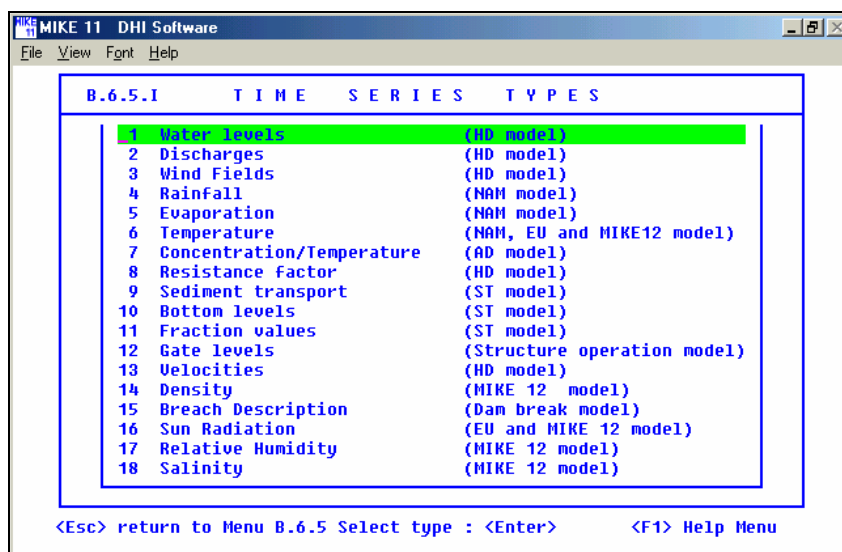 MIKE 11 MIKE 11 DHI Software
File View Font Help
B.6.5.I T I M E S E R I E S T Y P E S
1 Water levels (HD model)
2 Discharges (HD model)
3 Wind Fields (HD model)
4 Rainfall (NAM model)
5 Evaporation (NAM model)
6 Temperature (NAM, EU and MIKE12 model)
7 Concentration/Temperature (AD model)
8 Resistance factor (HD model)
9 Sediment transport (ST model)
10 Bottom levels (ST model)
11 Fraction values (ST model)
12 Gate levels (Structure operation model)
13 Velocities (HD model)
14 Density (MIKE 12 model)
15 Breach Description (Dam break model)
16 Sun Radiation (EU and MIKE 12 model)
17 Relative Humidity (MIKE 12 model)
18 Salinity (MIKE 12 model)
<Esc> return to Menu B.6.5 Select type : <Enter> <F1> Help Menu